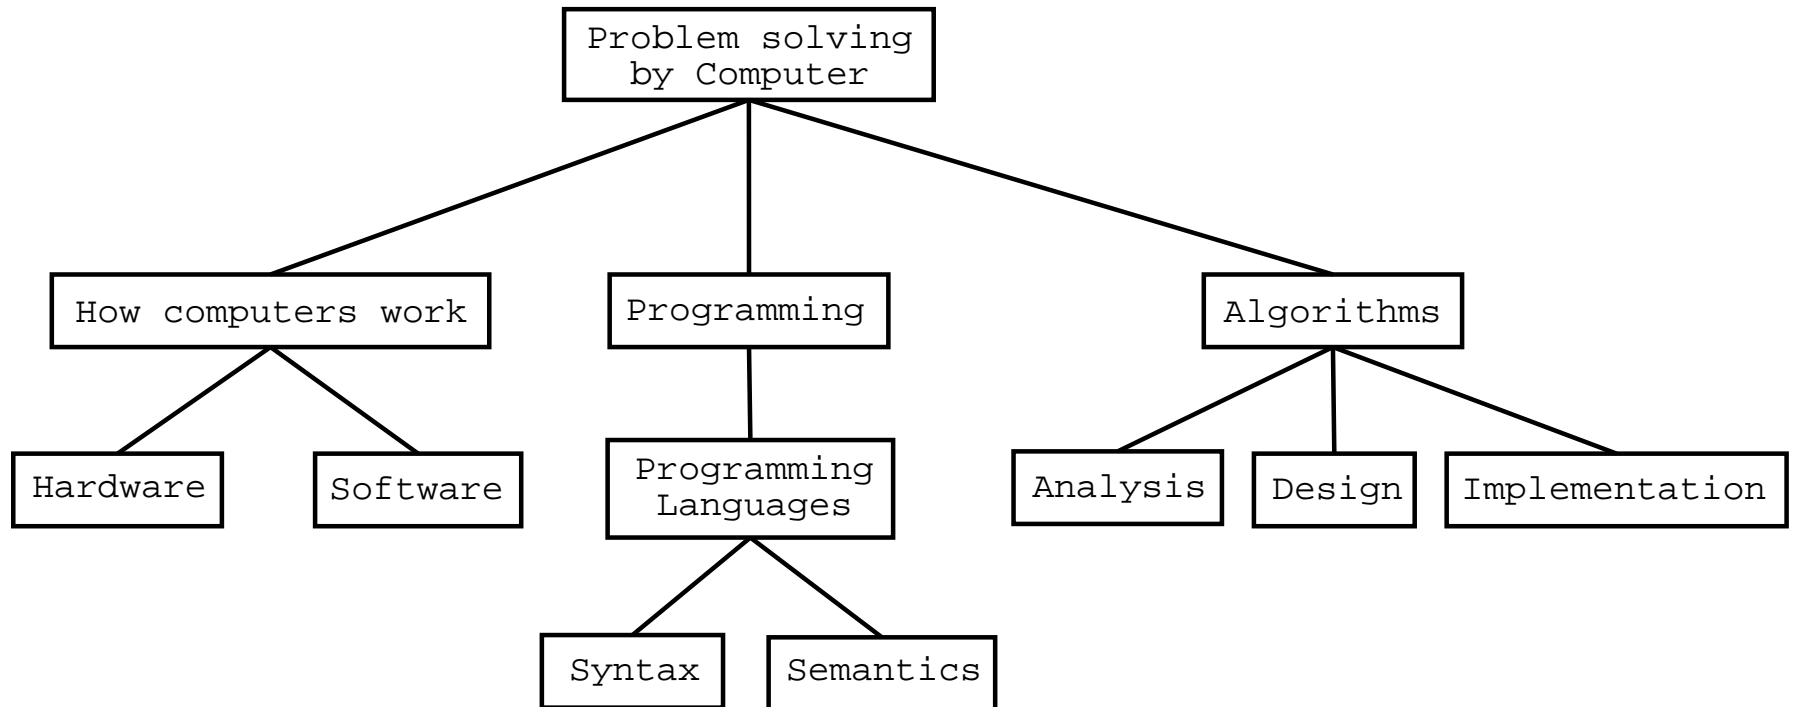 Problem solving
by Computer
How computers work
Programming
Algorithms
Hardware
Software
Programming
Languages
Analysis
Design
Implementation
Syntax
Semantics